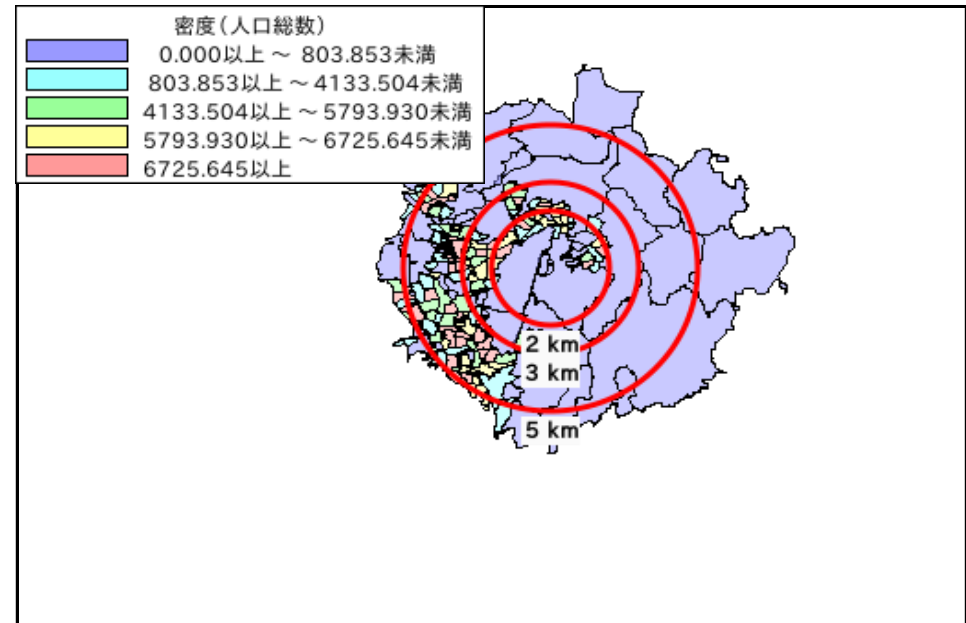 密度（人口総数）
0.000以上 ～ 803.853未満
803.853以上 ～ 4133.504未満
4133.504以上 ～ 5793.930未満
5793.930以上 ～ 6725.645未満
6725.645以上
2 km
3 km
5 km